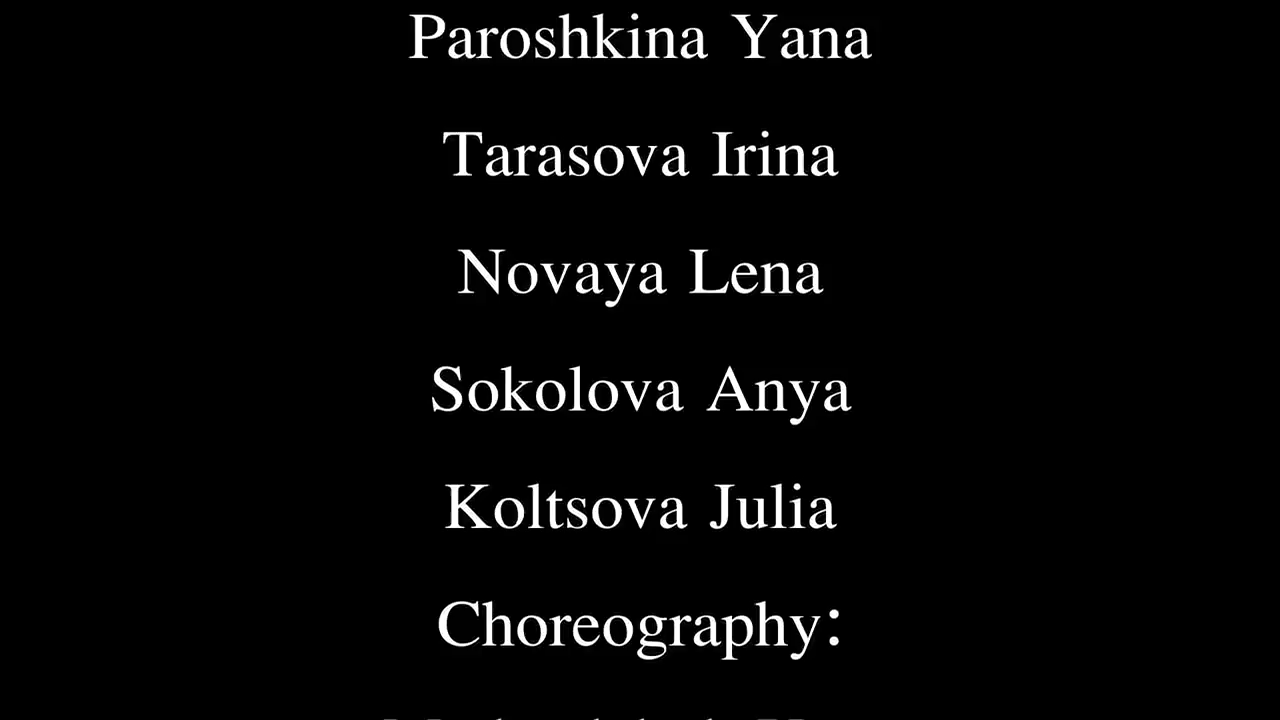 Paroshkina Yana
Tarasova Irina
Novaya Lena
Sokolova Anya
Koltsova Julia
Choreography: